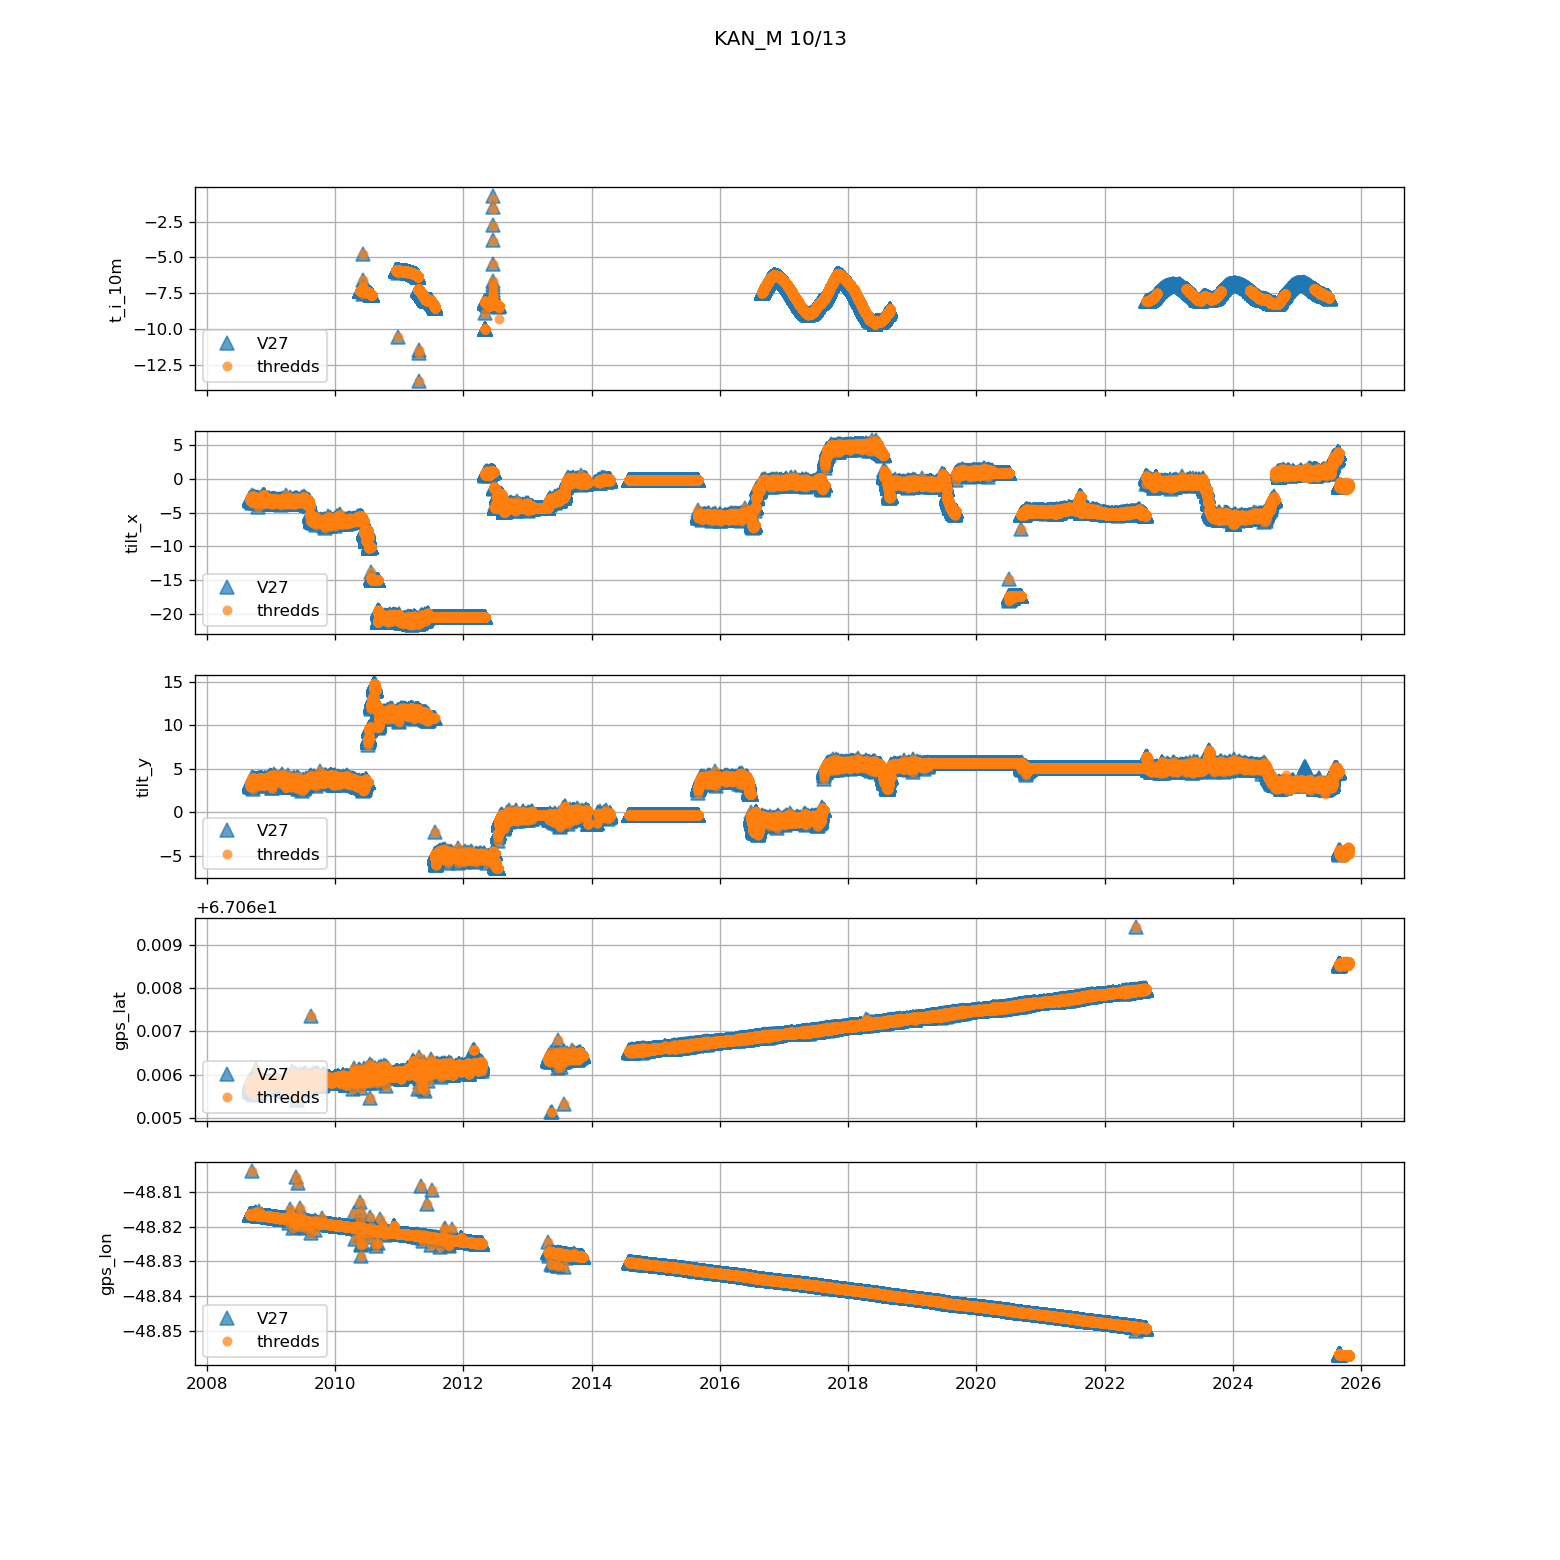 KAN_M 10/13
t_i_10m
−2.5
−5.0
−7.5
−10.0
−12.5
V27
thredds
tilt_x
5
0
−5
−10
−15
−20
V27
thredds
tilt_y
15
10
5
0
−5
V27
thredds
+6.706e1
gps_lat
0.009
0.008
0.007
0.006
0.005
V27
thredds
gps_lon
−48.81
−48.82
−48.83
−48.84
−48.85
V27
thredds
2008 2010 2012 2014 2016 2018 2020 2022 2024 2026